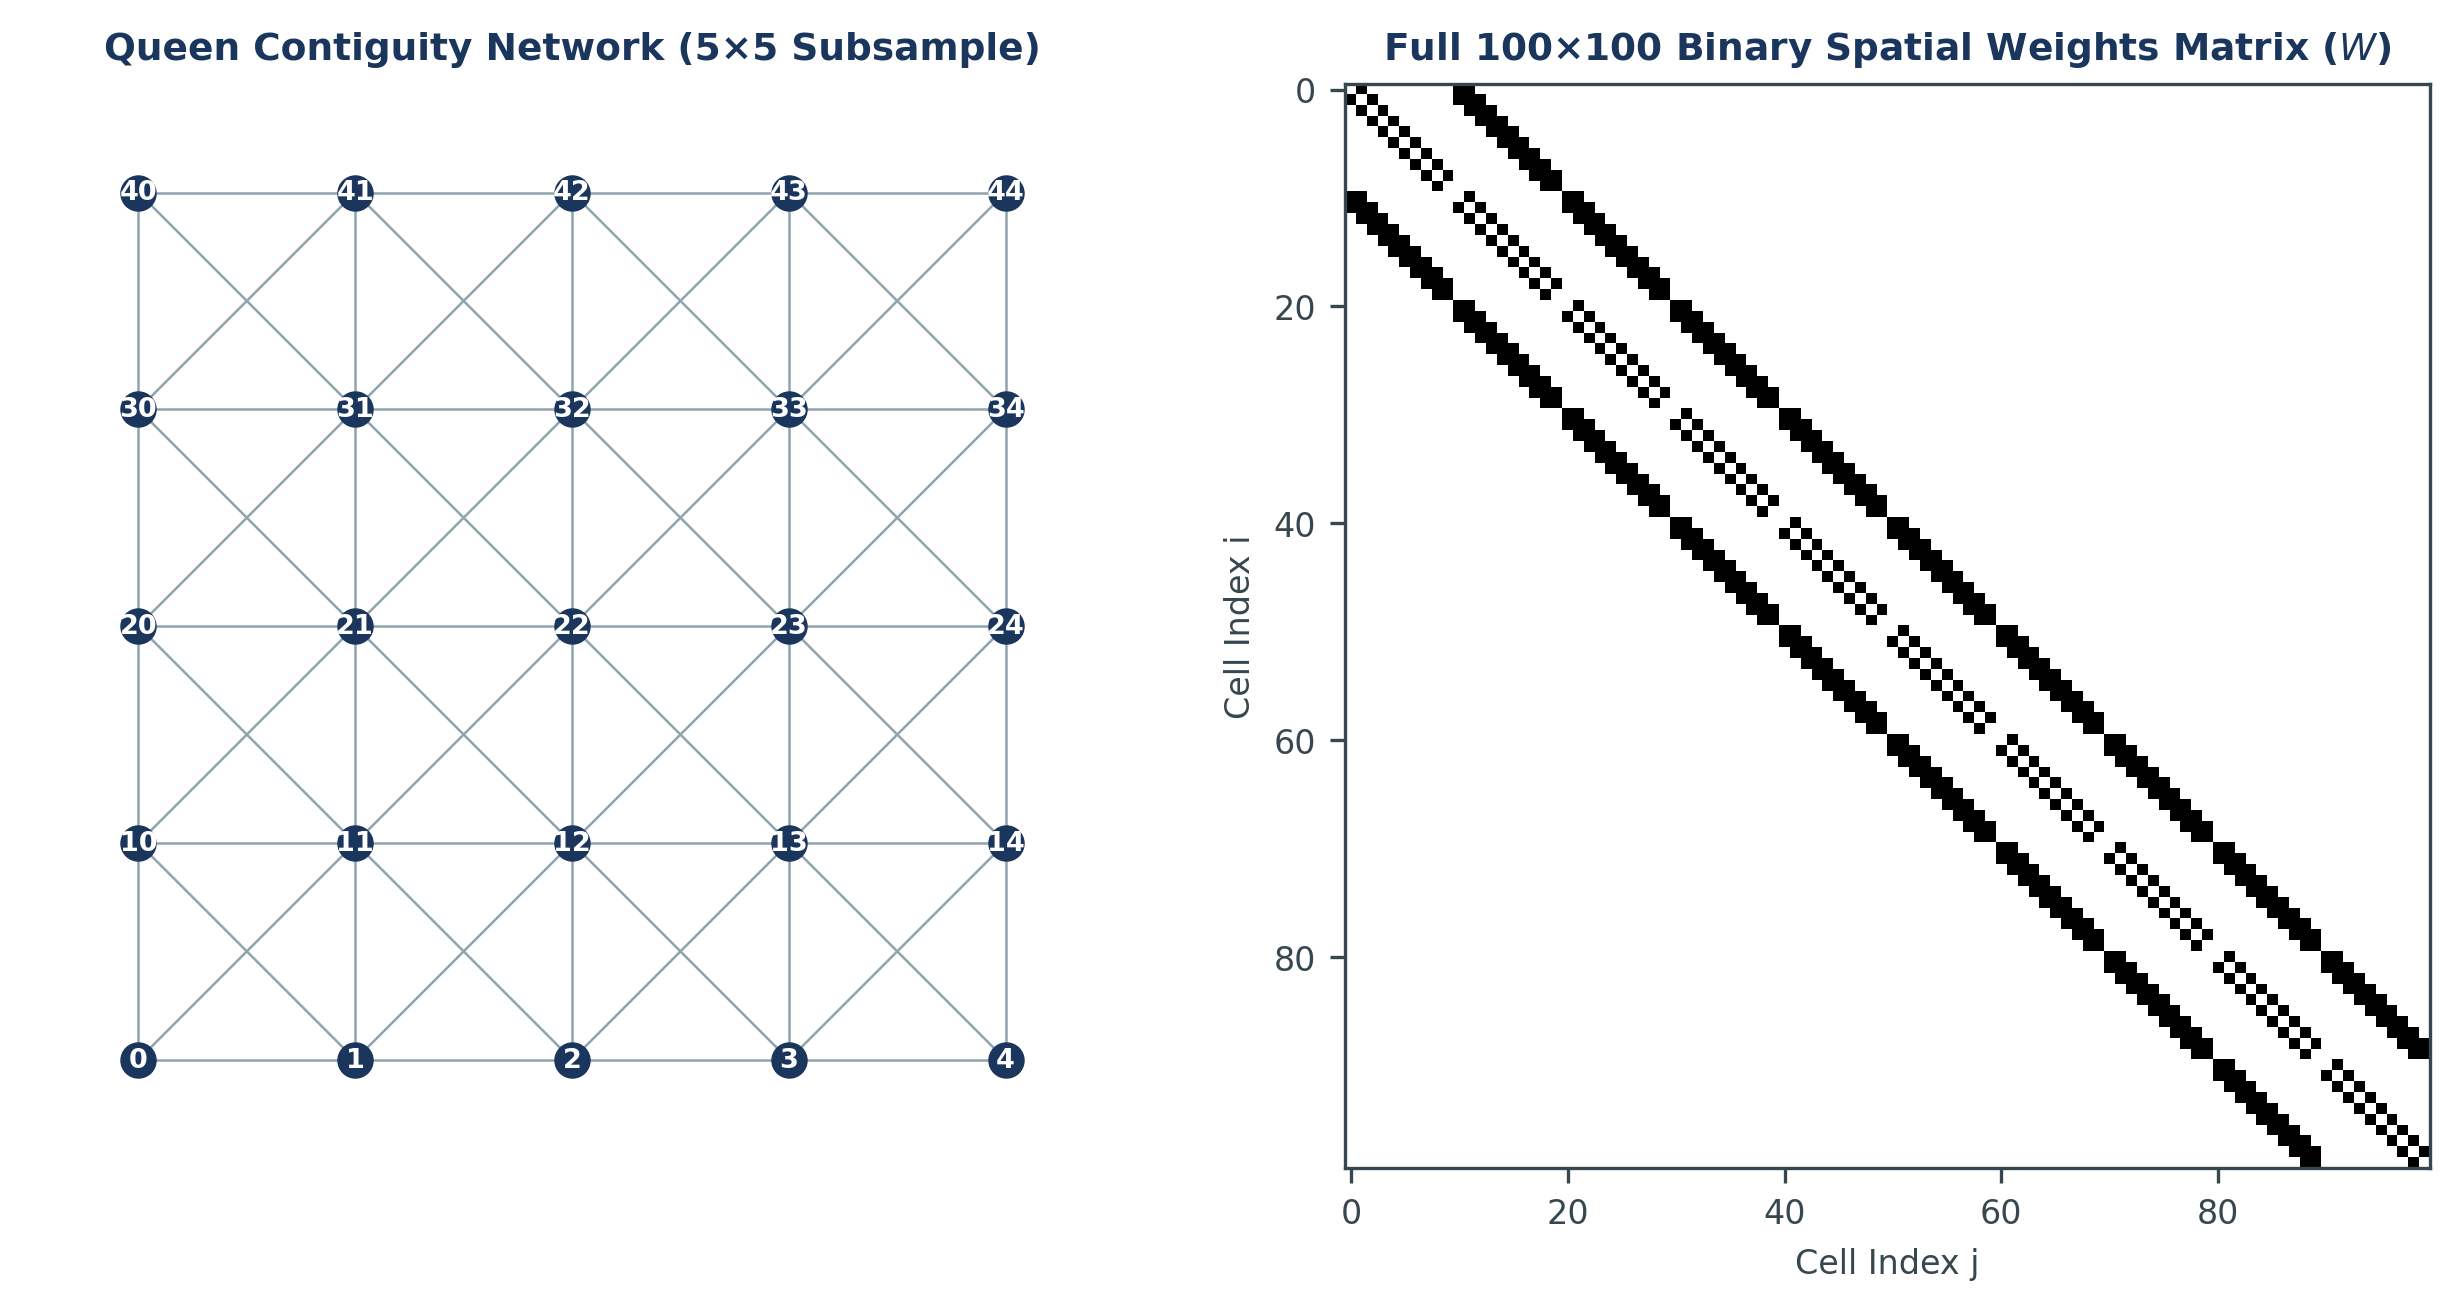 Queen Contiguity Network (5×5 Subsample)
40 41 42 43 44
30 31 32 33 34
20 21 22 23 24
10 11 12 13 14
0 1 2 3 4
Full 100×100 Binary Spatial Weights Matrix (W)
Cell Index i
0
20
40
60
80
0 20 40 60 80
Cell Index j